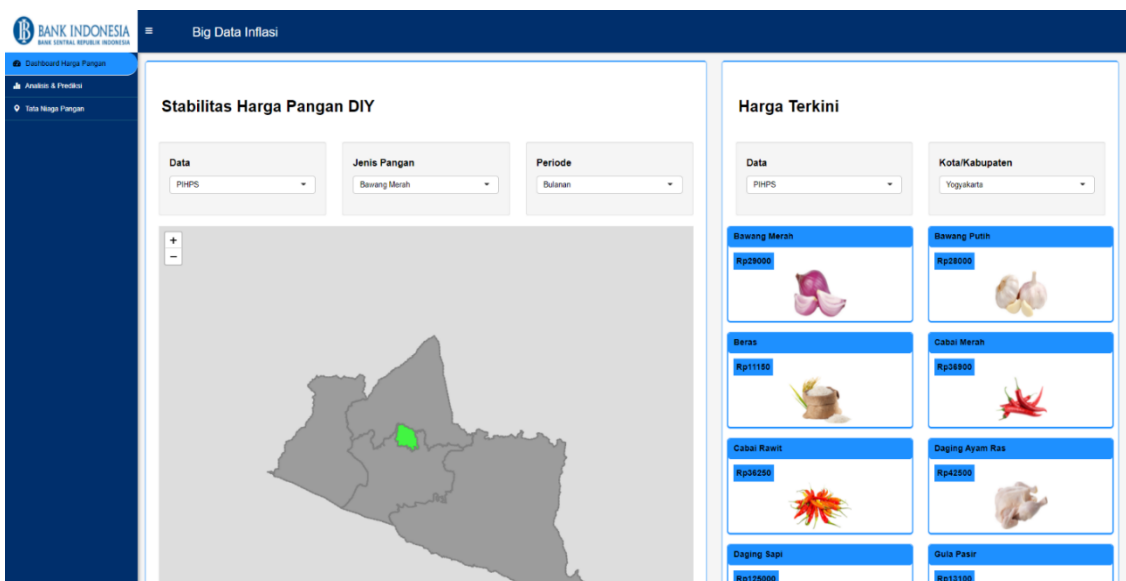 BANK INDONESIA
BANK SENTRAL REPUBLIK INDONESIA
Big Data Inflasi
Dashboard Harga Pangan
Analisis & Prediksi
Tata Niaga Pangan
Stabilitas Harga Pangan DIY
Data
Jenis Pangan
Periode
PIHPS
Bawang Merah
Bulanan
+
−
Harga Terkini
Data
Kota/Kabupaten
PIHPS
Yogyakarta
Bawang Merah
Bawang Putih
Rp29000
Rp28000
Beras
Cabai Merah
Rp11150
Rp36900
Cabai Rawit
Daging Ayam Ras
Rp36250
Rp42500
Daging Sapi
Gula Pasir
Rp125000
Rp13100